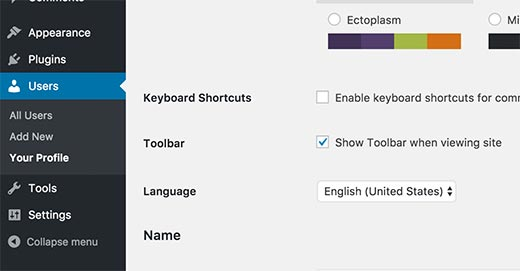 Comments
Appearance
Plugins
Users
All Users
Add New
Your Profile
Tools
Settings
Collapse menu
Ectoplasm
Mi
Keyboard Shortcuts
Enable keyboard shortcuts for comm
Toolbar
Show Toolbar when viewing site
Language
English (United States)
Name